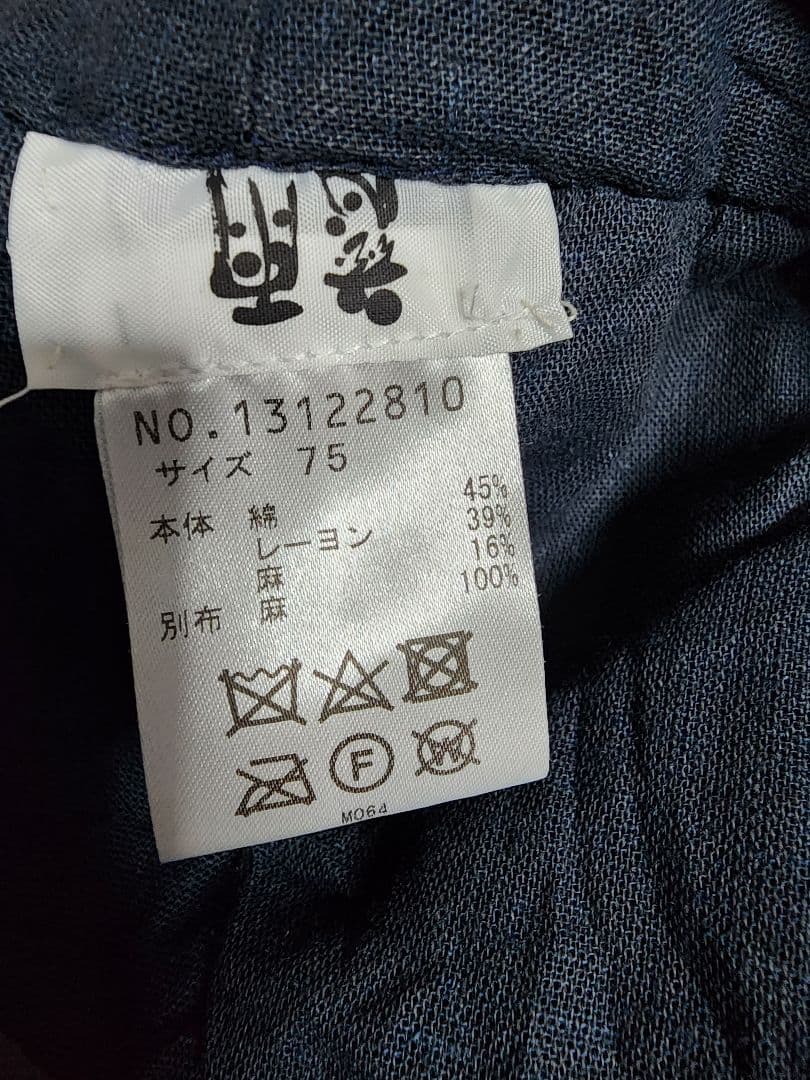 NO.13122810
サイズ 75
本体 綿 45%
レーヨン 39%
麻 16%
別布 麻 100%
F
W
M064